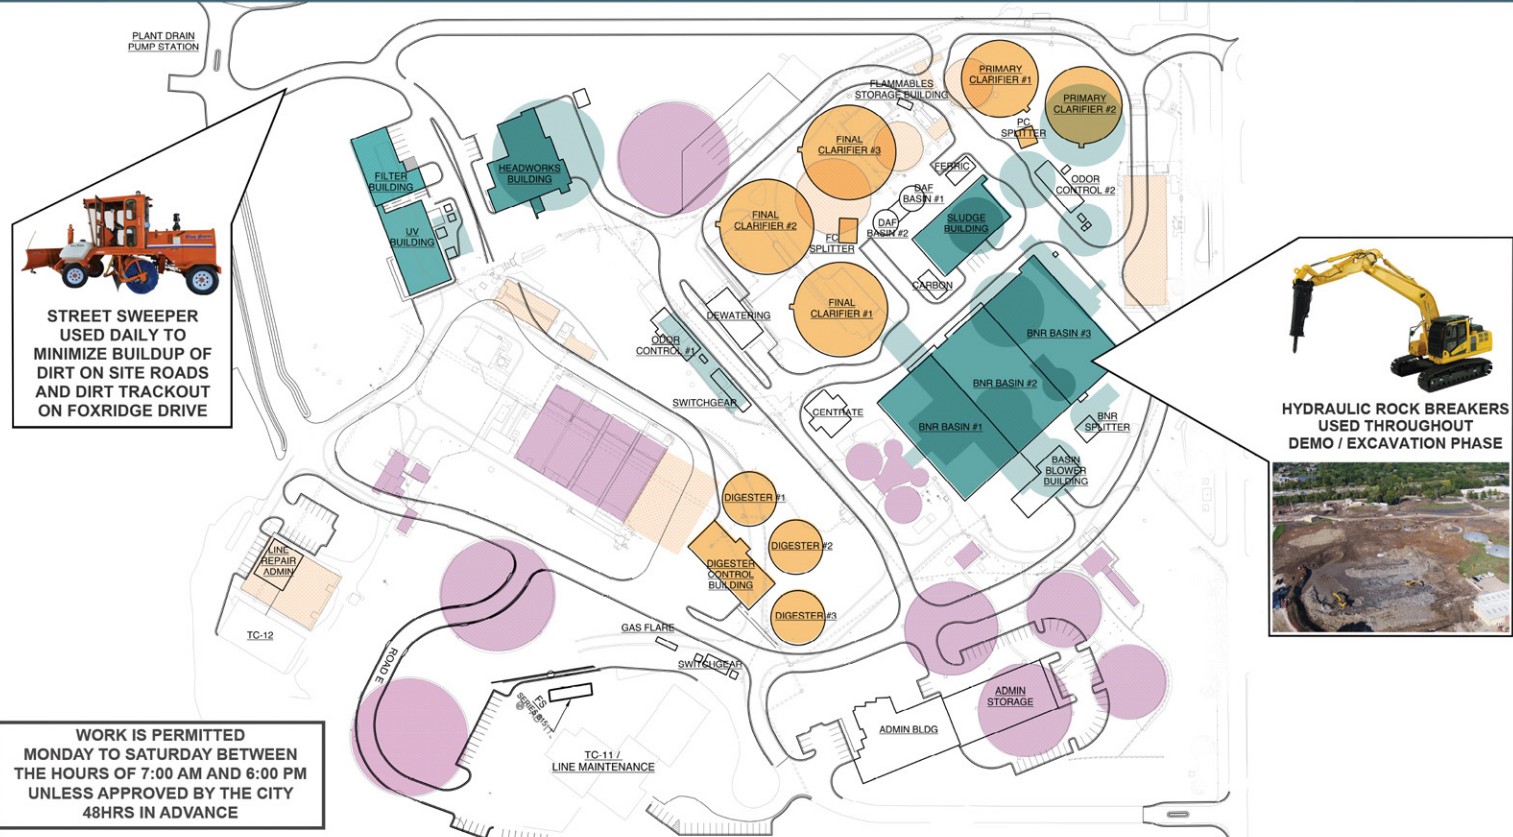 PLANT DRAIN
PUMP STATION
PRIMARY
CLARIFIER #1
FLAMMABLES
STORAGE BUILDING
PRIMARY
CLARIFIER #2
PC
SPLITTER
FINAL
CLARIFIER #3
HEADWORKS
BUILDING
FILTER
BUILDING
FERRIC
ODOR
CONTROL #2
DAF
BASIN #1
FINAL
CLARIFIER #2
DAF
BASIN #2
SLUDGE
BUILDING
UV
BUILDING
FC
SPLITTER
CARBON
FINAL
CLARIFIER #1
DEWATERING
ODOR
CONTROL #1
BNR BASIN #3
BNR BASIN #2
SWITCHGEAR
CENTRATE
BNR BASIN #1
BNR
SPLITTER
BASIN
BLOWER
BUILDING
STREET SWEEPER
USED DAILY TO
MINIMIZE BUILDUP OF
DIRT ON SITE ROADS
AND DIRT TRACKOUT
ON FOXRIDGE DRIVE
HYDRAULIC ROCK BREAKERS
USED THROUGHOUT
DEMO / EXCAVATION PHASE
DIGESTER #1
DIGESTER #2
DIGESTER
CONTROL
BUILDING
DIGESTER #3
LINE
REPAIR
ADMIN
TC-12
GAS FLARE
SWITCHGEAR
ROAD E
FS
ADMIN
STORAGE
ADMIN BLDG
TC-11 /
LINE MAINTENANCE
WORK IS PERMITTED
MONDAY TO SATURDAY BETWEEN
THE HOURS OF 7:00 AM AND 6:00 PM
UNLESS APPROVED BY THE CITY
48HRS IN ADVANCE